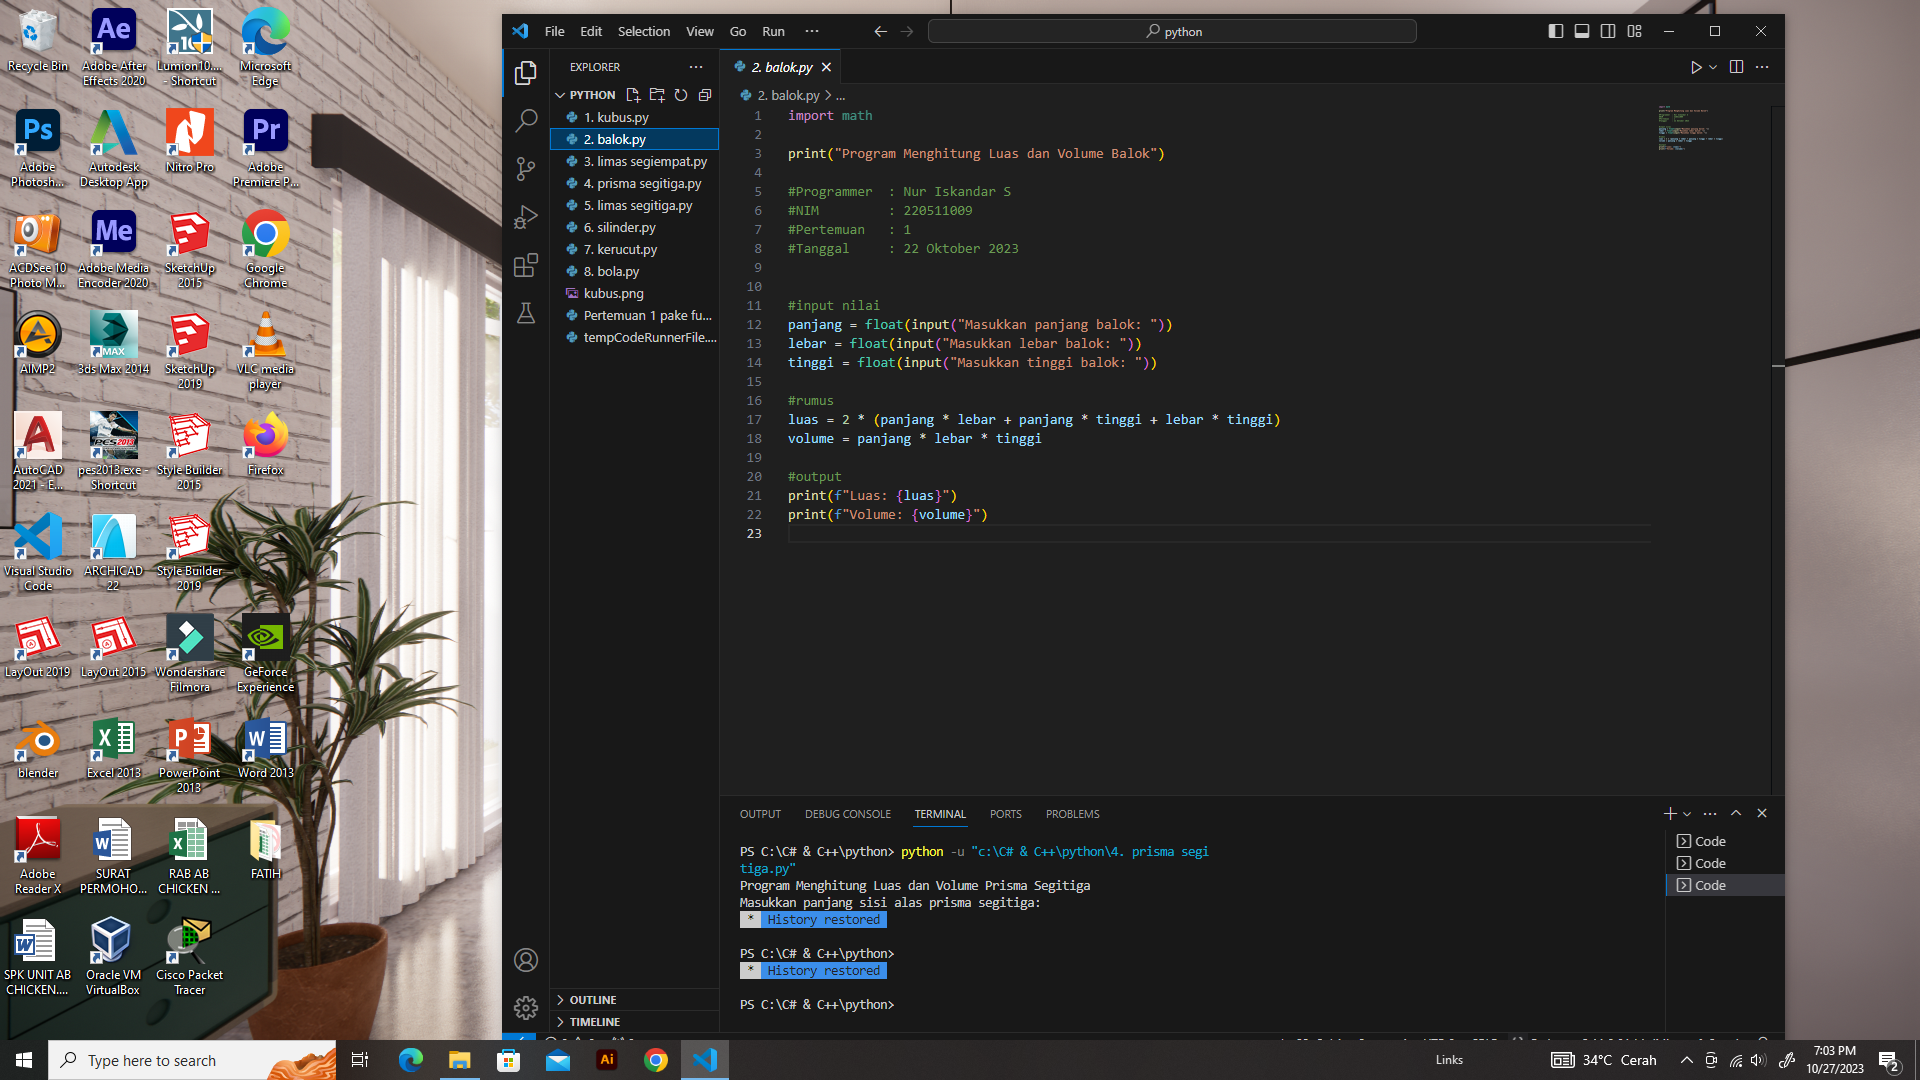 Recycle Bin
Adobe After Effects 2020
Lumion10.... - Shortcut
Microsoft Edge
Adobe Photosh...
Autodesk Desktop App
Nitro Pro
Adobe Premiere P...
ACDSee 10 Photo M...
Adobe Media Encoder 2020
SketchUp 2015
Google Chrome
AIMP2
3ds Max 2014
SketchUp 2019
VLC media player
AutoCAD 2021 - E...
pes2013.exe - Shortcut
Style Builder 2015
Firefox
Visual Studio Code
ARCHICAD 22
Style Builder 2019
LayOut 2019
LayOut 2015
Wondershare Filmora
GeForce Experience
blender
Excel 2013
PowerPoint 2013
Word 2013
Adobe Reader X
SURAT PERMOHO...
RAB AB CHICKEN ...
FATIH
SPK UNIT AB CHICKEN....
Oracle VM VirtualBox
Cisco Packet Tracer
File Edit Selection View Go Run ...
python
EXPLORER
PYTHON
1. kubus.py
2. balok.py
3. limas segiempat.py
4. prisma segitiga.py
5. limas segitiga.py
6. silinder.py
7. kerucut.py
8. bola.py
kubus.png
Pertemuan 1 pake fu...
tempCodeRunnerFile....
OUTLINE
TIMELINE
2. balok.py
2. balok.py > ...
1 import math
2
3 print("Program Menghitung Luas dan Volume Balok")
4
5 #Programmer : Nur Iskandar S
6 #NIM : 220511009
7 #Pertemuan : 1
8 #Tanggal : 22 Oktober 2023
9
10
11 #input nilai
12 panjang = float(input("Masukkan panjang balok: "))
13 lebar = float(input("Masukkan lebar balok: "))
14 tinggi = float(input("Masukkan tinggi balok: "))
15
16 #rumus
17 luas = 2 * (panjang * lebar + panjang * tinggi + lebar * tinggi)
18 volume = panjang * lebar * tinggi
19
20 #output
21 print(f"Luas: {luas}")
22 print(f"Volume: {volume}")
23
OUTPUT DEBUG CONSOLE TERMINAL PORTS PROBLEMS
PS C:\C# & C++\python> python -u "c:\C# & C++\python\4. prisma segi
tiga.py"
Program Menghitung Luas dan Volume Prisma Segitiga
Masukkan panjang sisi alas prisma segitiga:
* History restored
PS C:\C# & C++\python>
* History restored
PS C:\C# & C++\python>
Code
Code
Code
Type here to search
Links
34°C Cerah
7:03 PM
10/27/2023
2